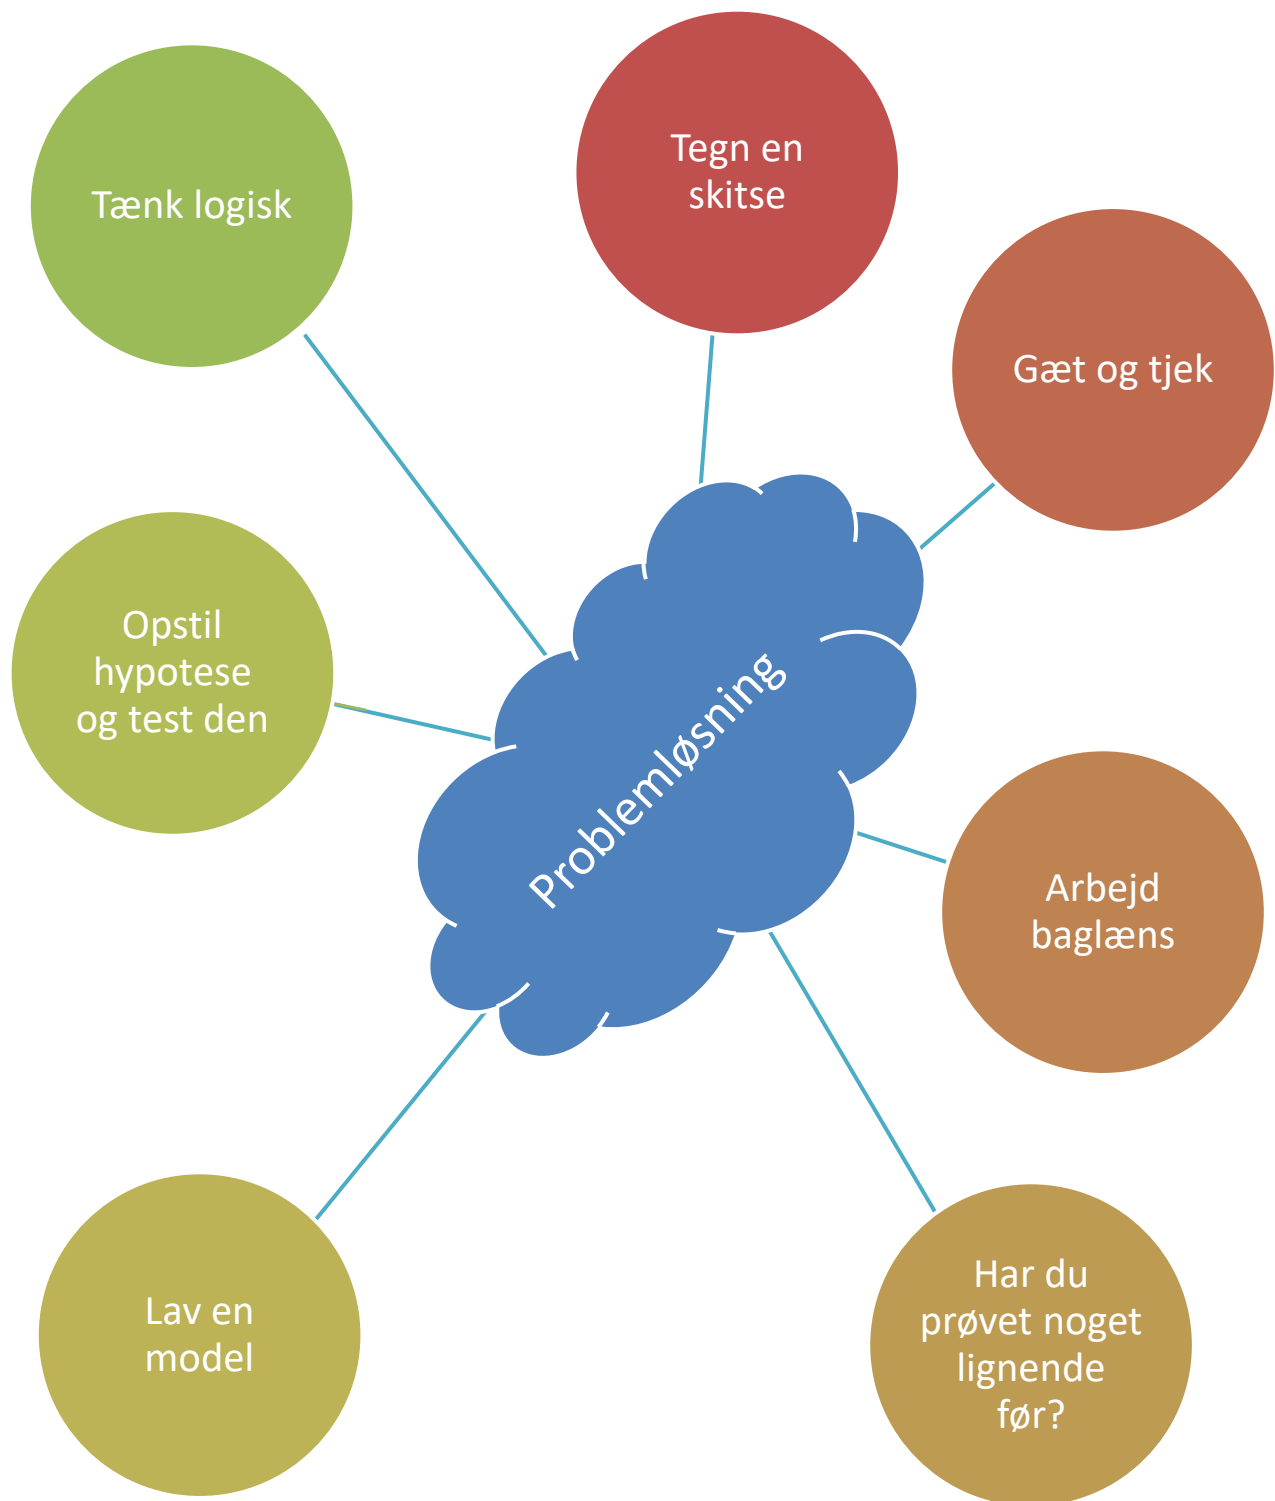 Tegn en
skitse
Tænk logisk
Gæt og tjek
Opstil
hypotese
og test den
Problemløsning
Arbejd
baglæns
Har du
prøvet noget
lignende
før?
Lav en
model